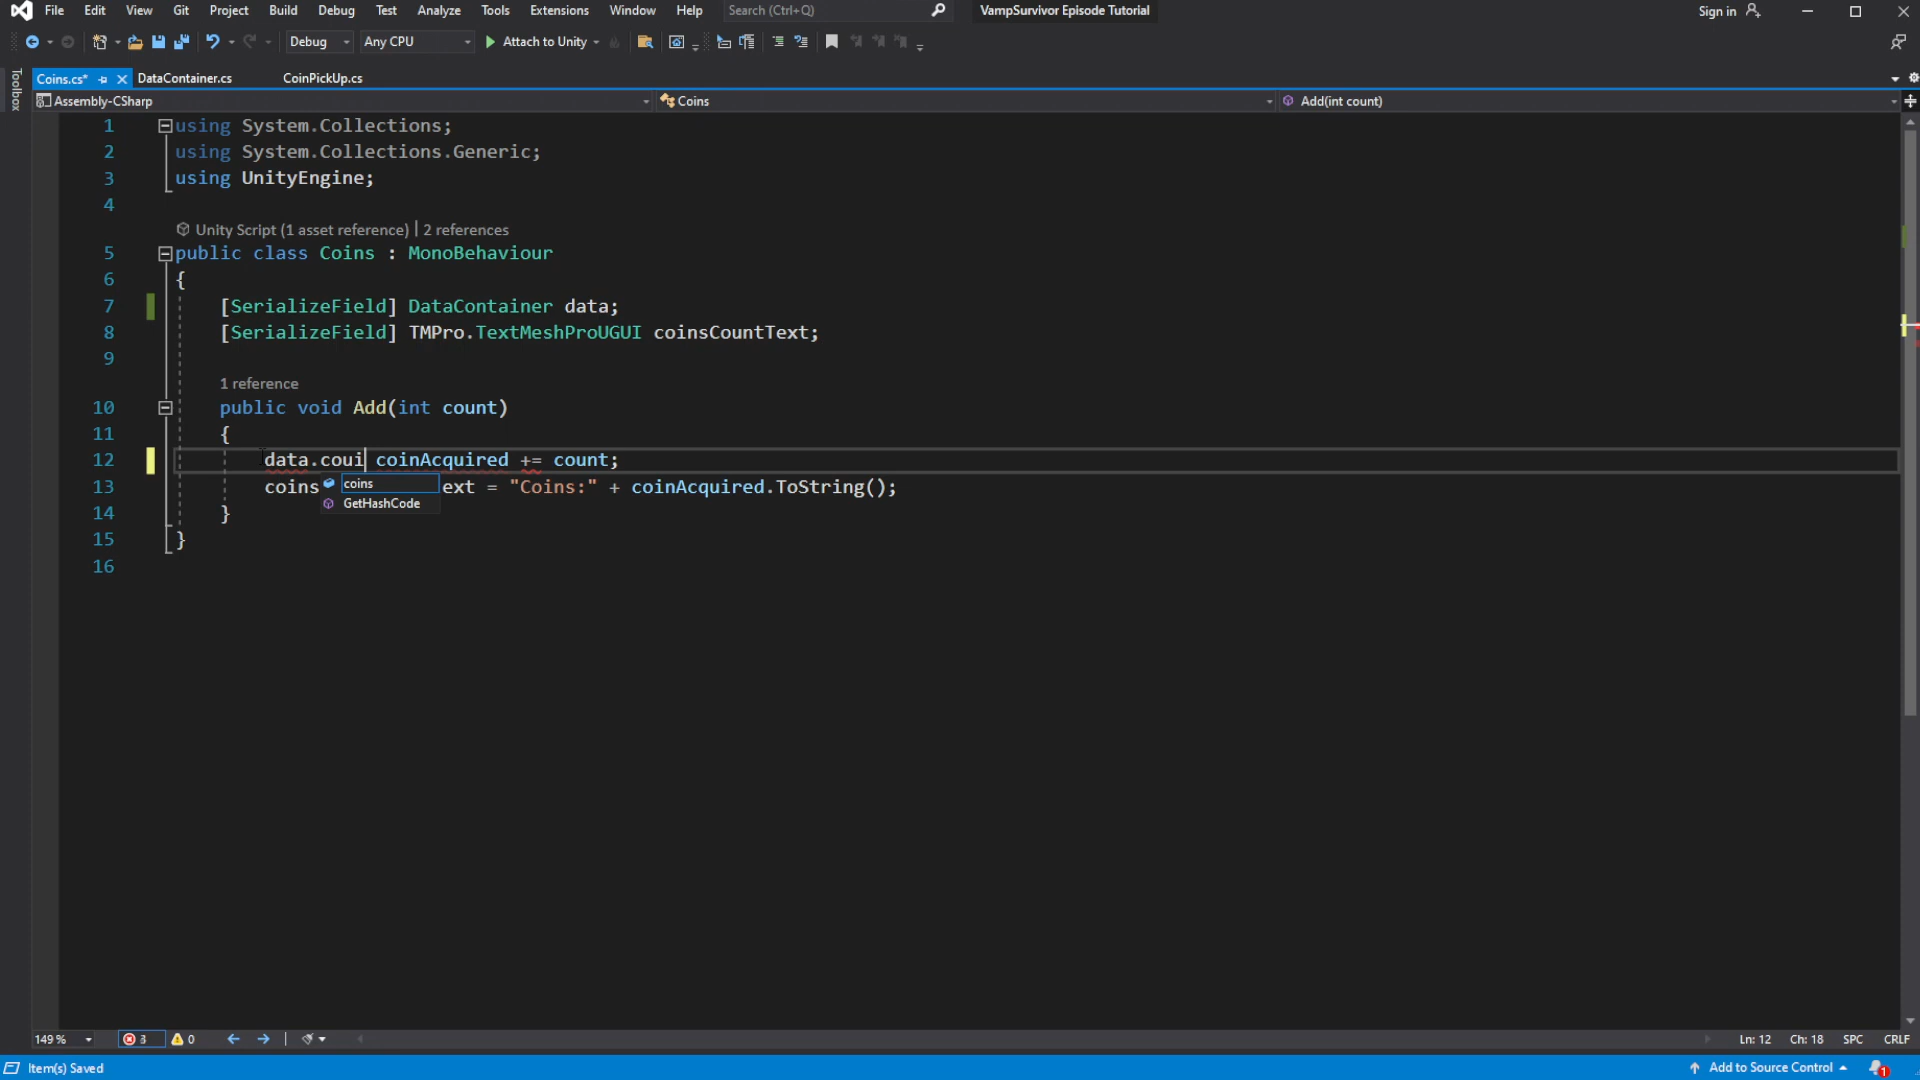 File Edit View Git Project Build Debug Test Analyze Tools Extensions Window Help Search (Ctrl+Q) VampSurvivor Episode Tutorial Sign in
Debug Any CPU Attach to Unity
Toolbox
Coins.cs* DataContainer.cs CoinPickUp.cs
Assembly-CSharp Coins Add(int count)
1 using System.Collections;
2 using System.Collections.Generic;
3 using UnityEngine;
4
Unity Script (1 asset reference) | 2 references
5 public class Coins : MonoBehaviour
6 {
7 [SerializeField] DataContainer data;
8 [SerializeField] TMPro.TextMeshProUGUI coinsCountText;
9
1 reference
10 public void Add(int count)
11 {
12 data.coui coinAcquired += count;
coins
13 coins ext = "Coins:" + coinAcquired.ToString();
GetHashCode
14 }
15 }
16
149 % 3 0 Ln: 12 Ch: 18 SPC CRLF
Item(s) Saved Add to Source Control 1